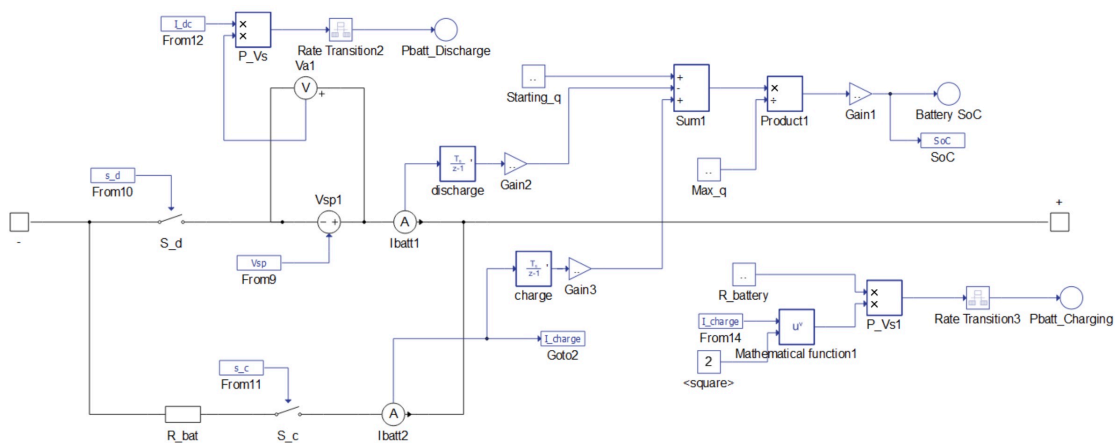 I_dc
From12
×
×
P_Vs
Rate Transition2
Pbatt_Discharge
Va1
V
+
..
Starting_q
+
-
+
Sum1
×
÷
Product1
..
Gain1
Battery SoC
SoC
SoC
..
Max_q
s_d
From10
S_d
Vsp1
- +
Vsp
From9
A
Ibatt1
discharge
z-1
..
Gain2
-
+
z-1
charge
..
Gain3
I_charge
Goto2
..
R_battery
I_charge
From14
2
<square>
Mathematical function1
×
×
P_Vs1
Rate Transition3
Pbatt_Charging
s_c
From11
R_bat
S_c
A
Ibatt2